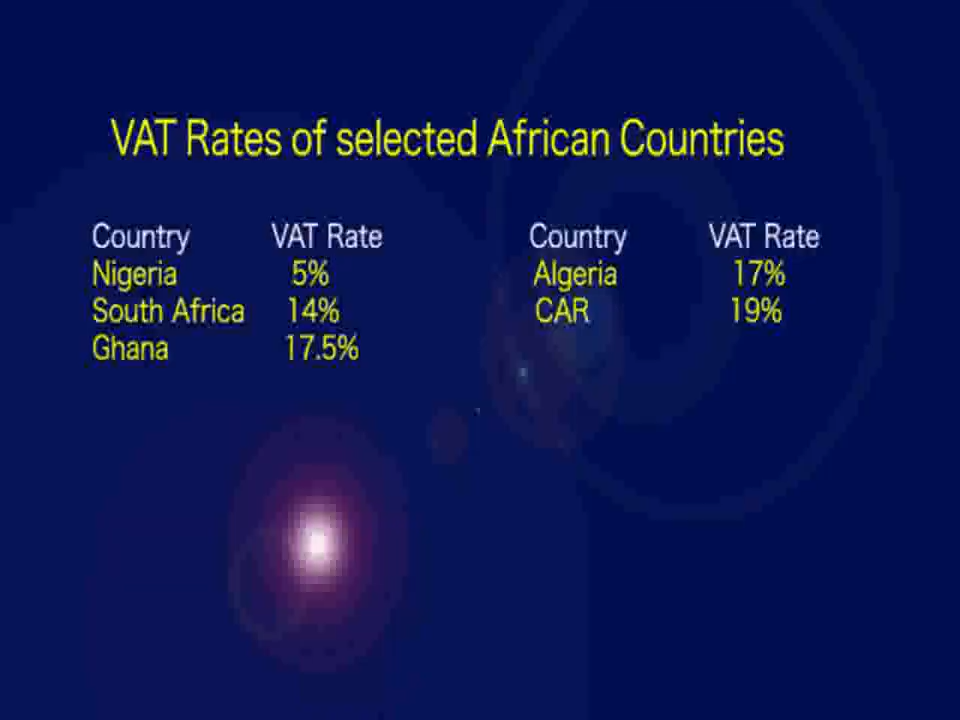 VAT Rates of selected African Countries
Country VAT Rate Country VAT Rate
Nigeria 5% Algeria 17%
South Africa 14% CAR 19%
Ghana 17.5%